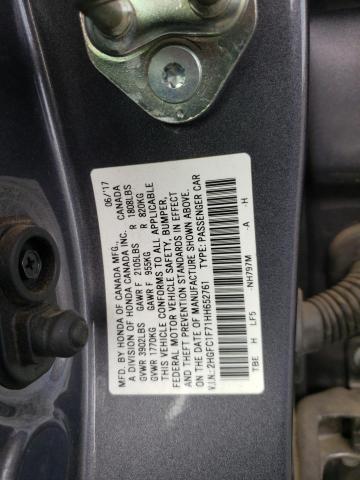 MFD. BY HONDA OF CANADA MFG., 06/17
A DIVISION OF HONDA CANADA INC. CANADA
GVWR 3902LBS GAWR F 2105LBS R 1808LBS
GVWR 1770KG GAWR F 955KG R 820KG
THIS VEHICLE CONFORMS TO ALL APPLICABLE
FEDERAL MOTOR VEHICLE SAFETY, BUMPER,
AND THEFT PREVENTION STANDARDS IN EFFECT
ON THE DATE OF MANUFACTURE SHOWN ABOVE.
V.I.N.: 2HGFC1F71HH652761 TYPE: PASSENGER CAR
TBE H LF5 -NH797M -A -H